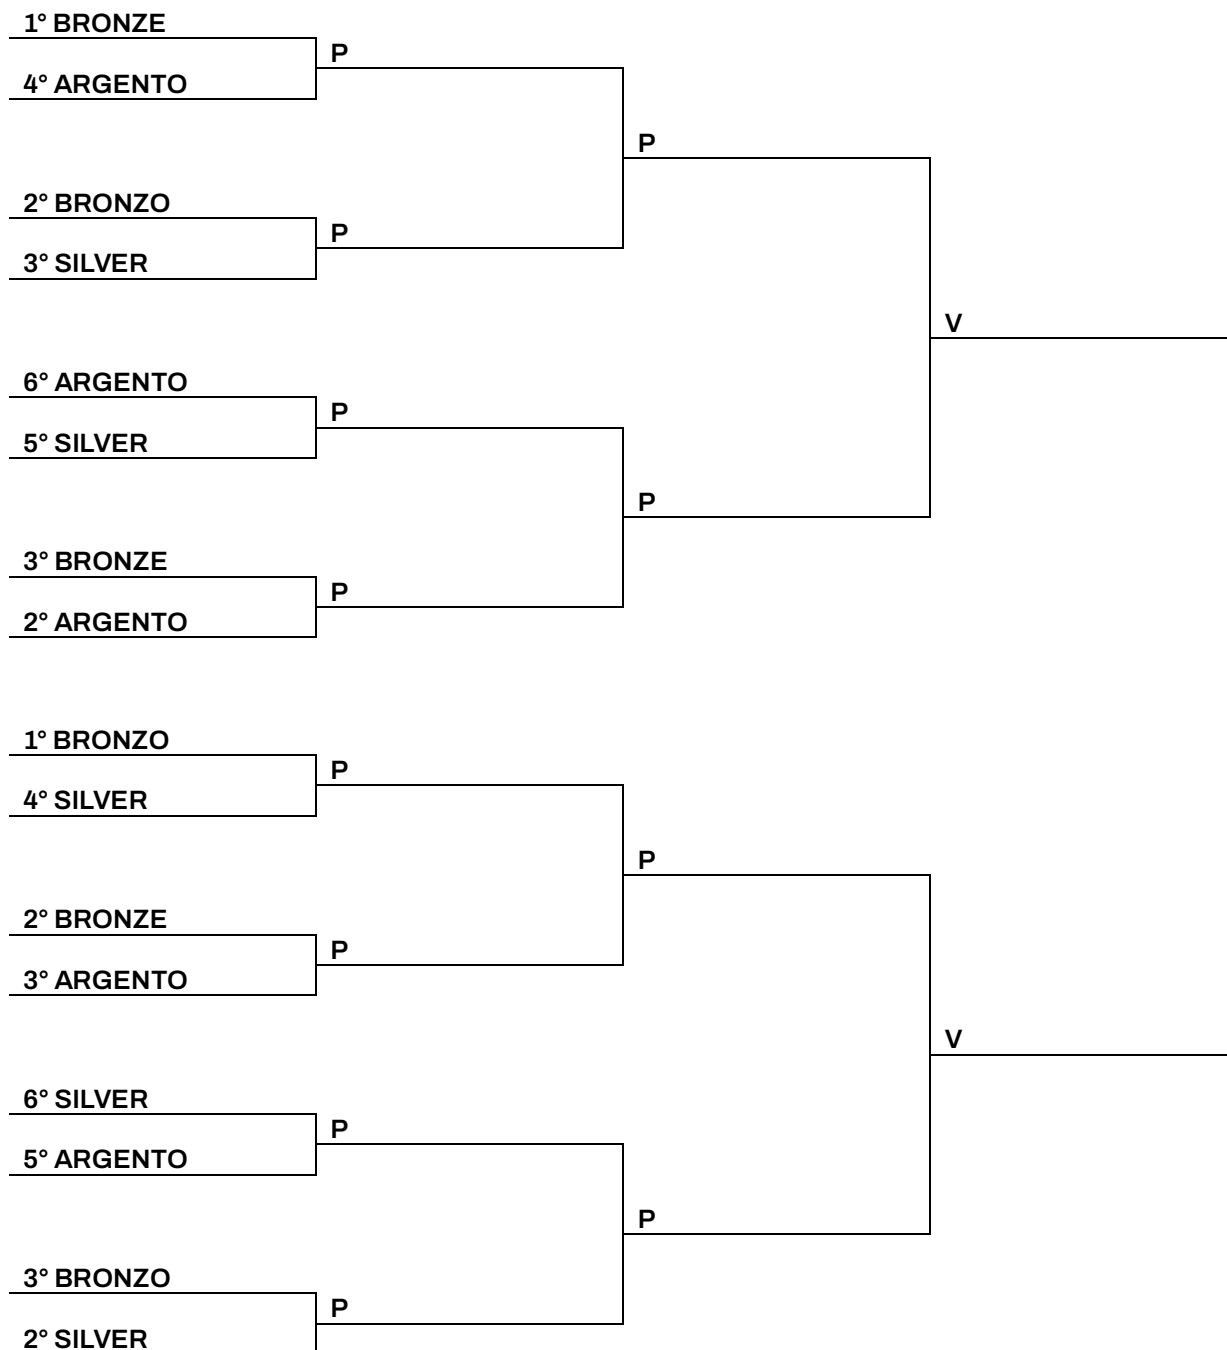 1° BRONZE
P
4° ARGENTO
P
2° BRONZO
P
3° SILVER
V
6° ARGENTO
P
5° SILVER
P
3° BRONZE
P
2° ARGENTO
1° BRONZO
P
4° SILVER
P
2° BRONZE
P
3° ARGENTO
V
6° SILVER
P
5° ARGENTO
P
3° BRONZO
P
2° SILVER